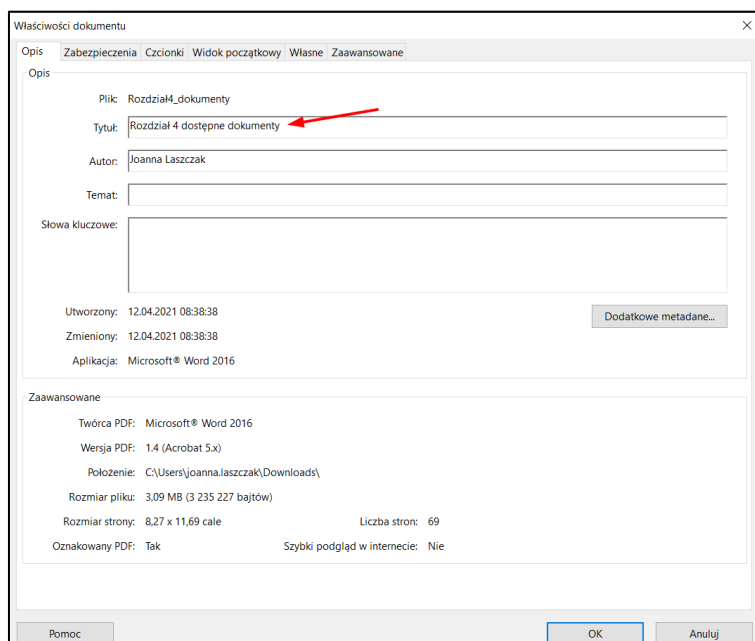 Właściwości dokumentu
Opis Zabezpieczenia Czcionki Widok początkowy Własne Zaawansowane
Opis
Plik: Rozdział4_dokumenty
Tytuł: Rozdział 4 dostępne dokumenty
Autor: Joanna Laszczak
Temat:
Słowa kluczowe:
Utworzony: 12.04.2021 08:38:38
Dodatkowe metadane...
Zmieniony: 12.04.2021 08:38:38
Aplikacja: Microsoft® Word 2016
Zaawansowane
Twórca PDF: Microsoft® Word 2016
Wersja PDF: 1.4 (Acrobat 5.x)
Położenie: C:\Users\joanna.laszczak\Downloads\
Rozmiar pliku: 3,09 MB (3 235 227 bajtów)
Rozmiar strony: 8,27 x 11,69 cale Liczba stron: 69
Oznakowany PDF: Tak Szybki podgląd w internecie: Nie
Pomoc OK Anuluj